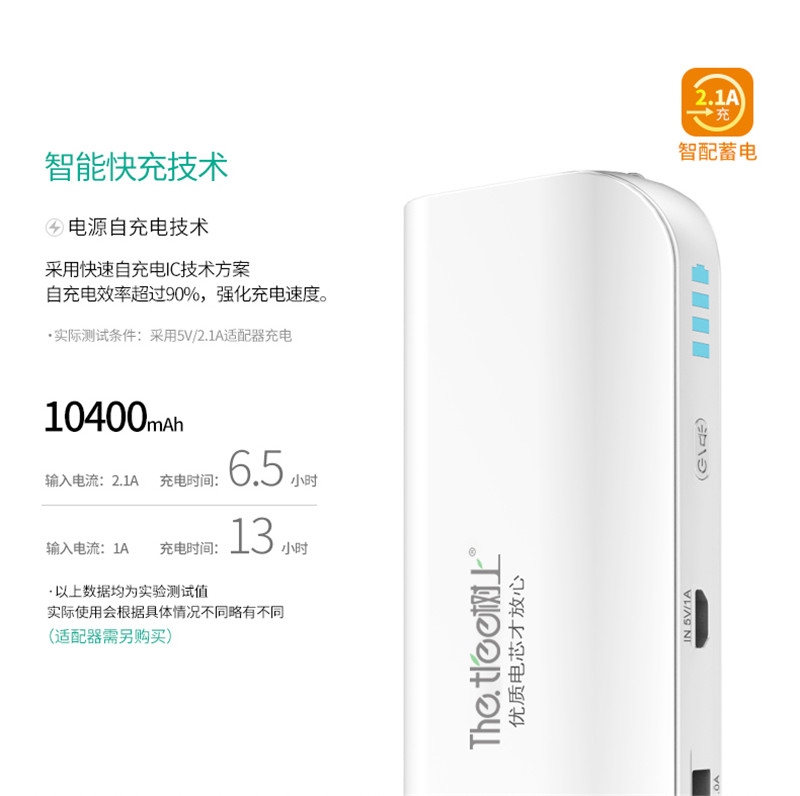 2.1A
充
智配蓄电
智能快充技术
电源自充电技术
采用快速自充电IC技术方案
自充电效率超过90%，强化充电速度。
·实际测试条件：采用5V/2.1A适配器充电
10400mAh
输入电流：2.1A 充电时间：6.5 小时
输入电流：1A 充电时间：13 小时
·以上数据均为实验测试值
实际使用会根据具体情况不同略有不同
（适配器需另购买）
The.tree树上®
优质电芯才放心
IN 5V/1A
.0A